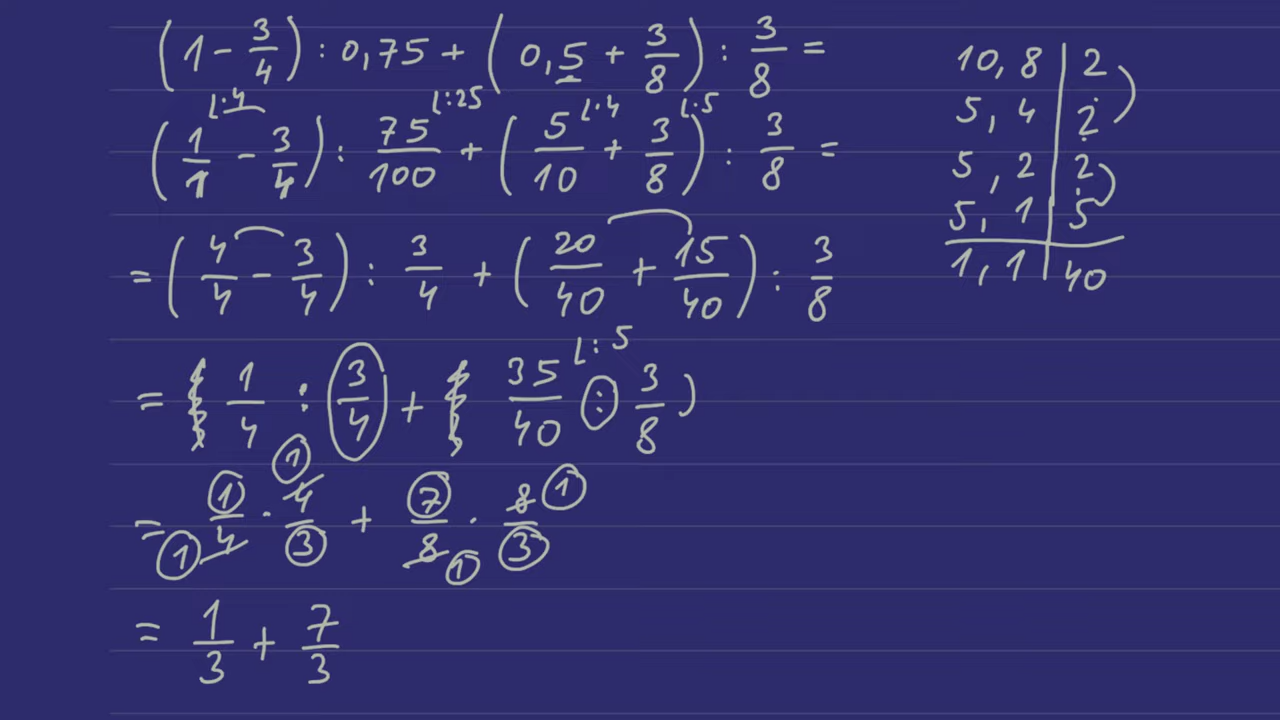 (1 - 3/4) : 0,75 + (0,5 + 3/8) : 3/8 =
(1/1 - 3/4) : 75/100 + (5/10 + 3/8) : 3/8 =
= (4/4 - 3/4) : 3/4 + (20/40 + 15/40) : 3/8
= 1/4 : 3/4 + 35/40 : 3/8 )
= 1/4 · 4/3 + 7/8 · 8/3
= 1/3 + 7/3
10, 8 | 2
5, 4 | 2
5, 2 | 2
5, 1 | 5
1, 1 | 40